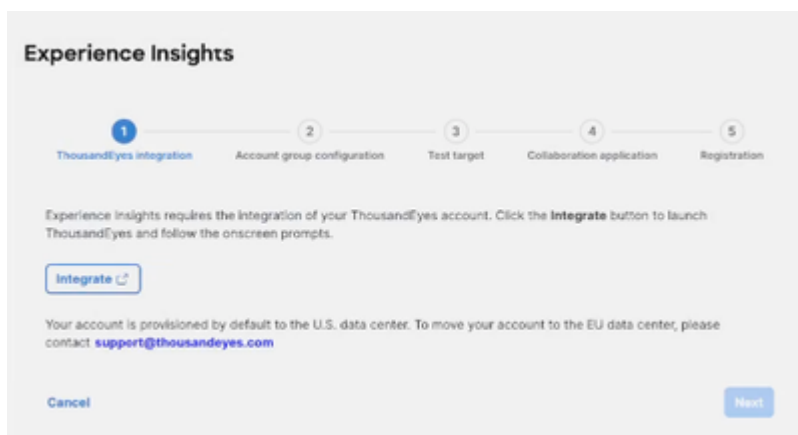 Experience Insights
1 2 3 4 5
ThousandEyes integration Account group configuration Test target Collaboration application Registration
Experience Insights requires the integration of your ThousandEyes account. Click the Integrate button to launch
ThousandEyes and follow the onscreen prompts.
Integrate
Your account is provisioned by default to the U.S. data center. To move your account to the EU data center, please
contact support@thousandeyes.com
Cancel Next